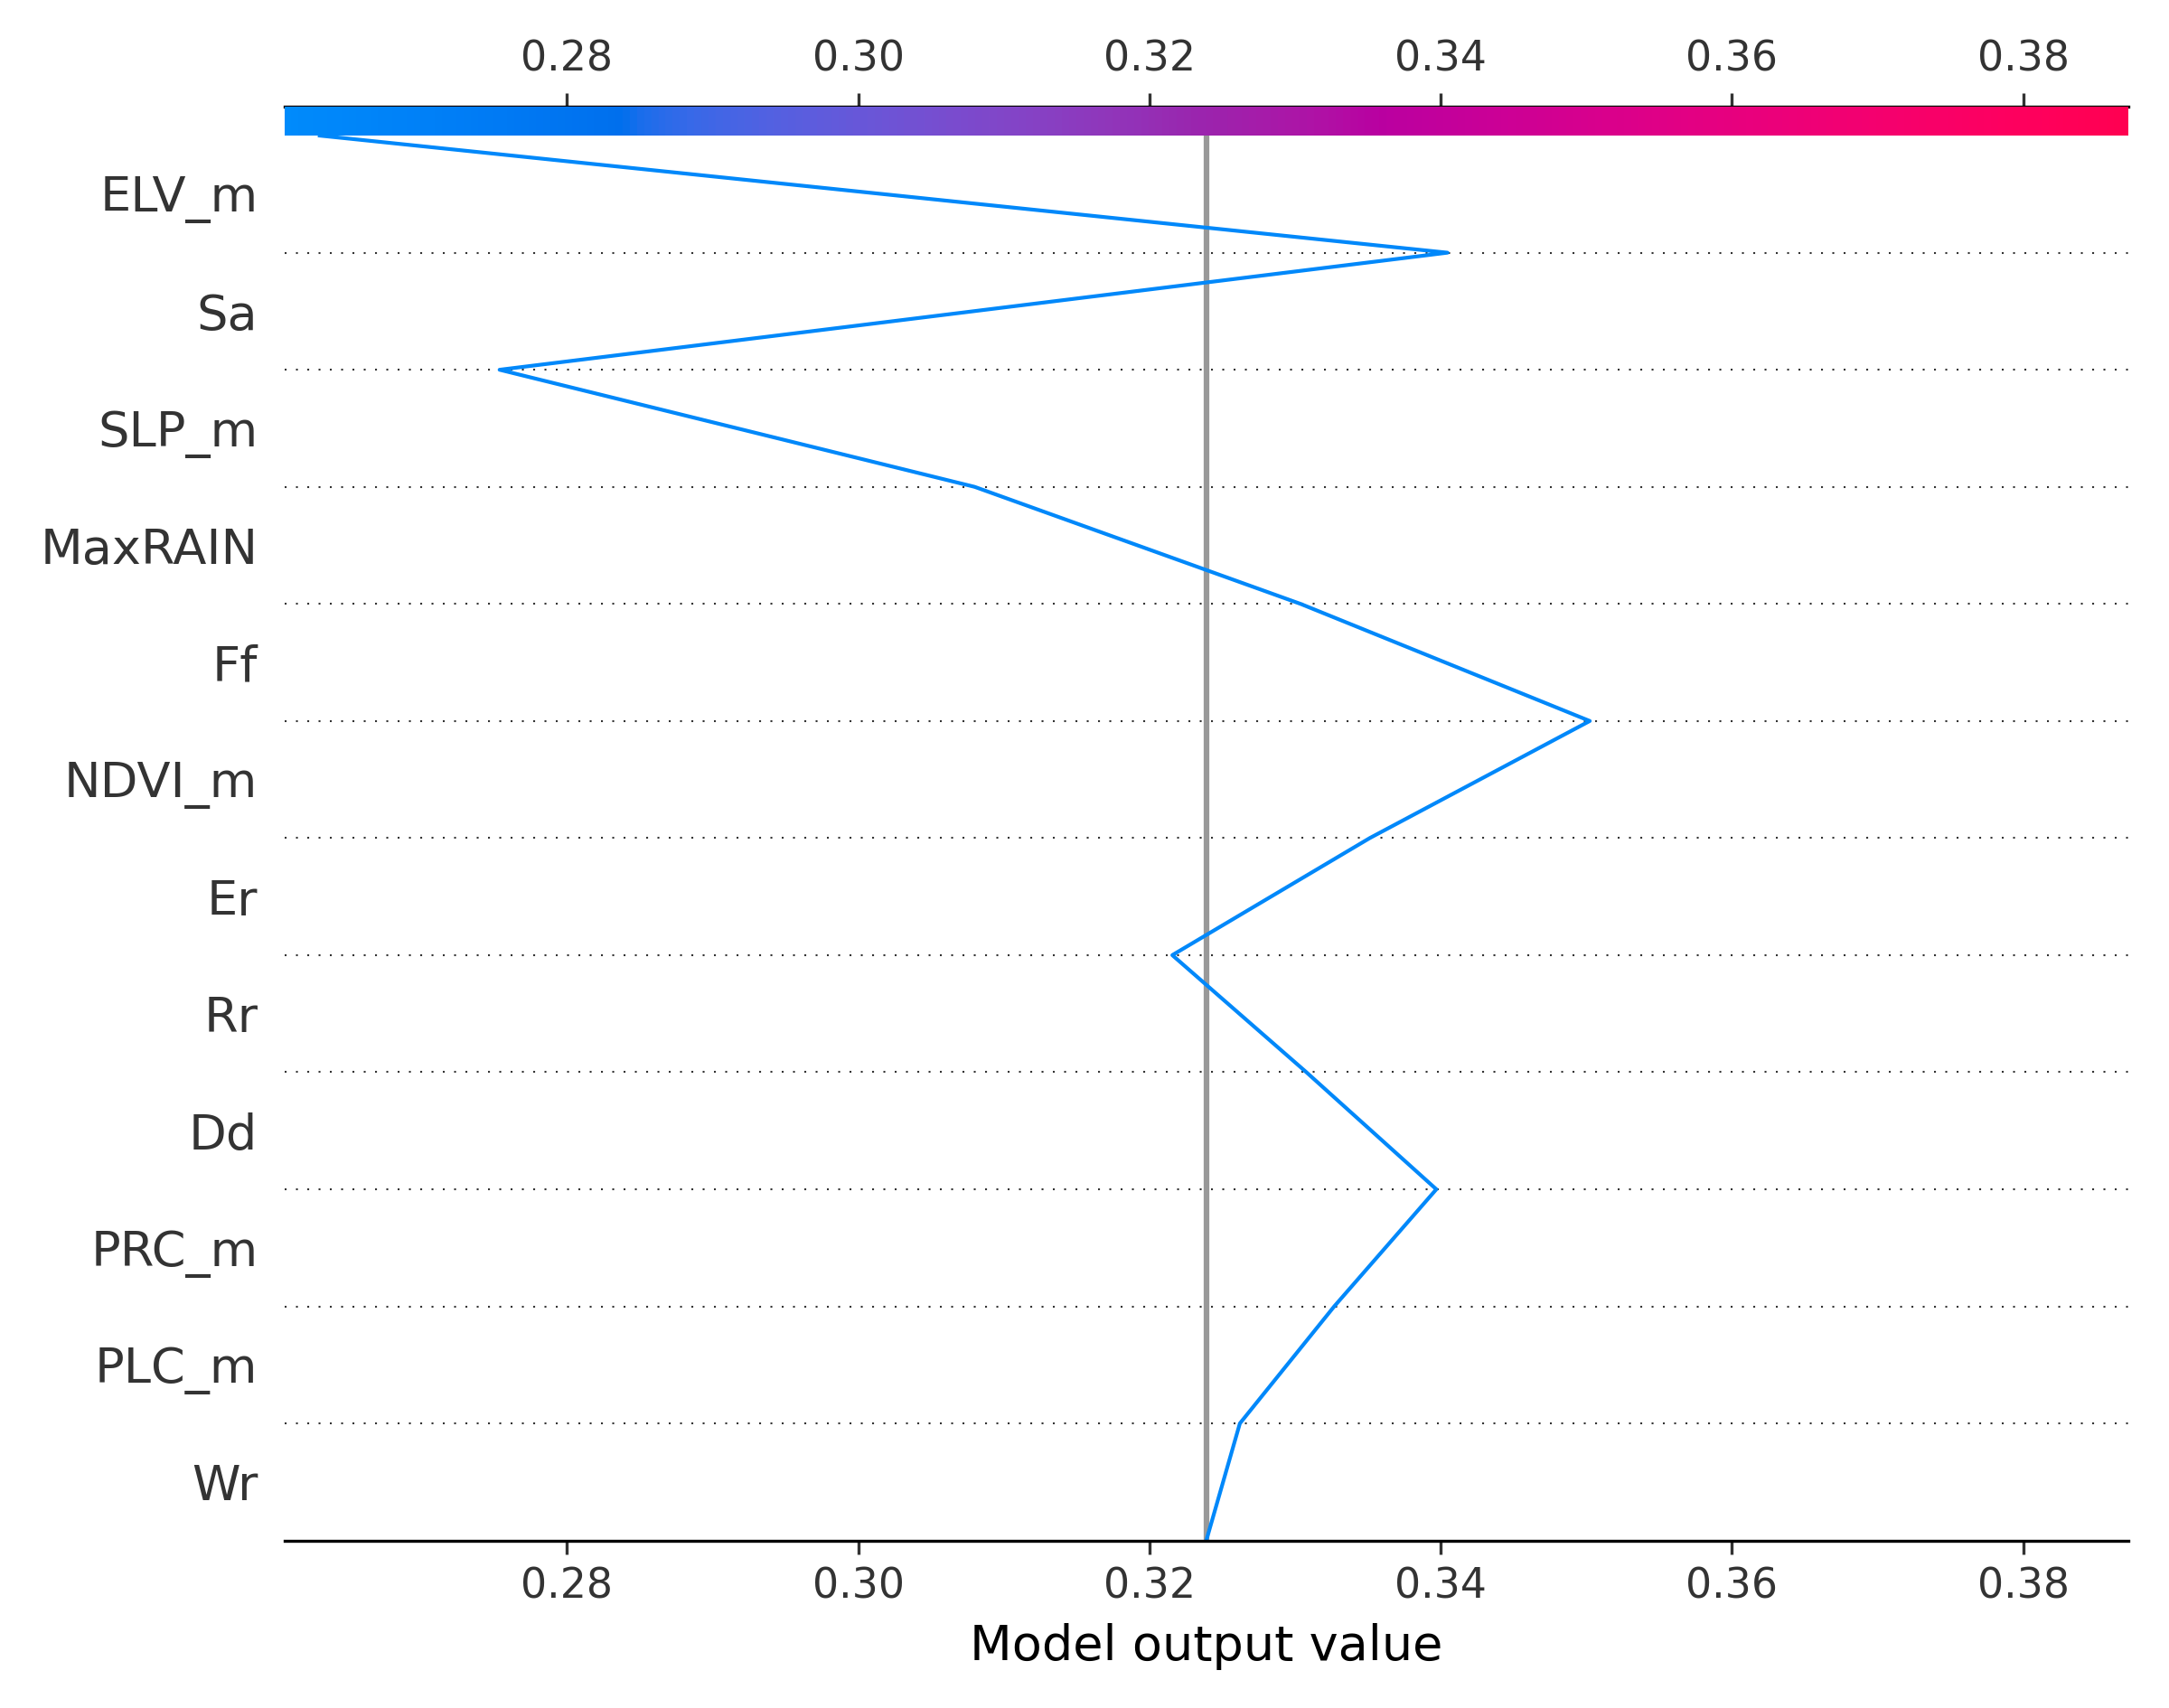 0.28 0.30 0.32 0.34 0.36 0.38
ELV_m
Sa
SLP_m
MaxRAIN
Ff
NDVI_m
Er
Rr
Dd
PRC_m
PLC_m
Wr
0.28 0.30 0.32 0.34 0.36 0.38
Model output value